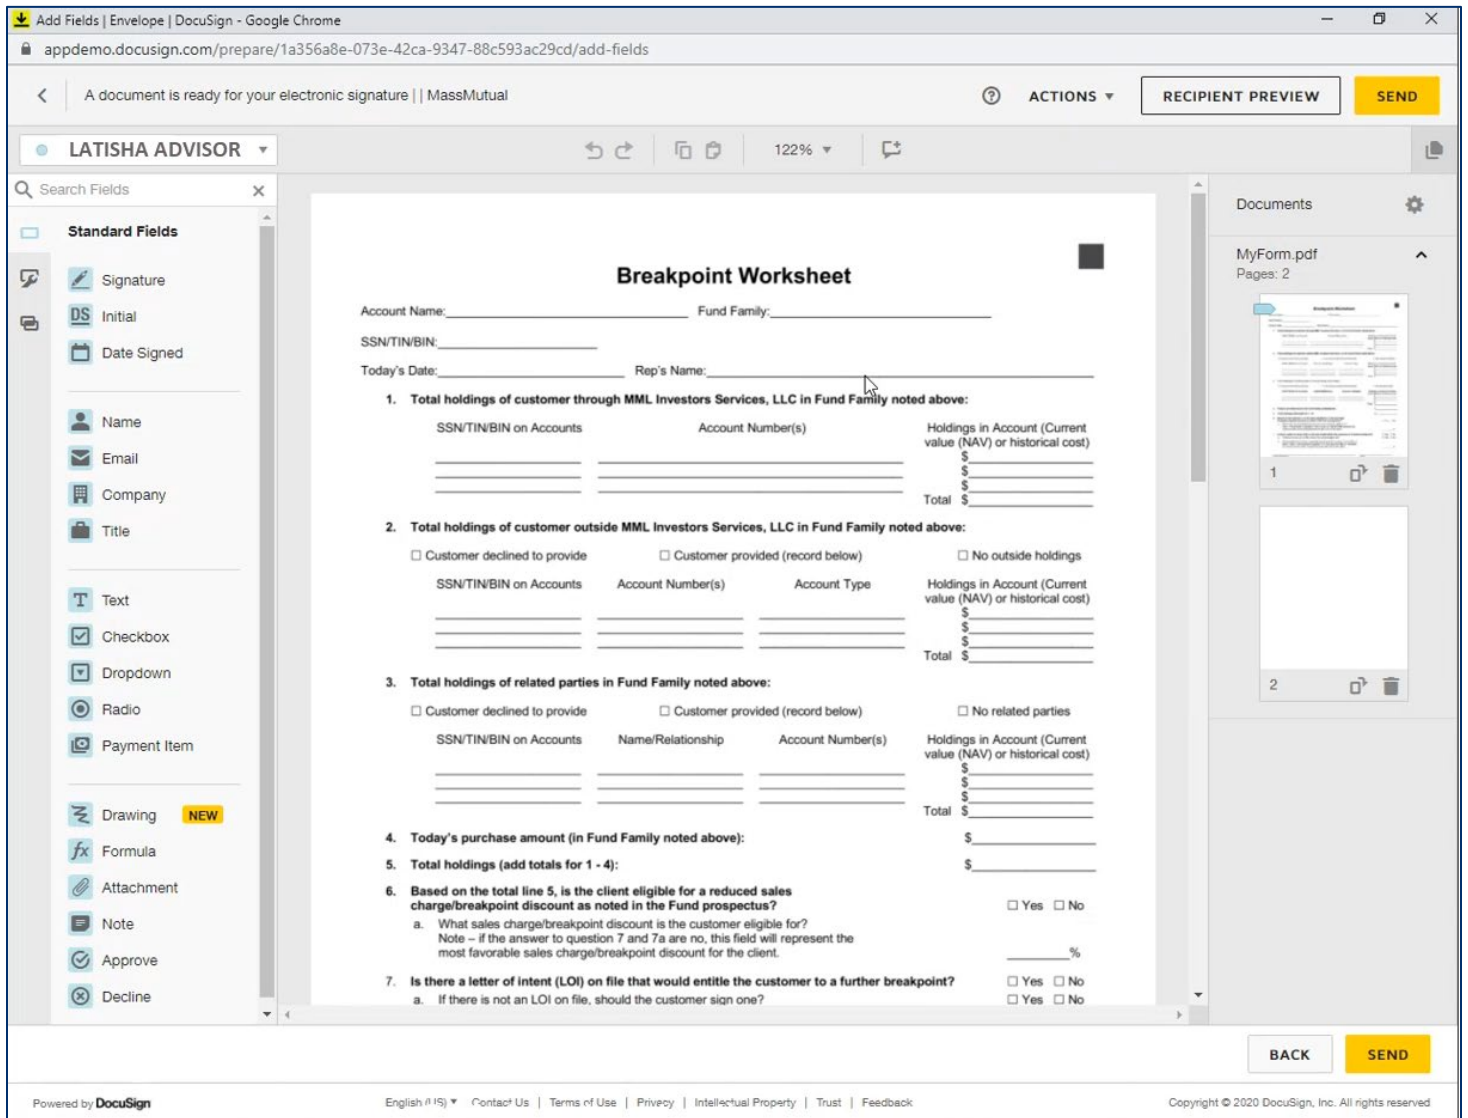 Add Fields | Envelope | DocuSign - Google Chrome
appdemo.docusign.com/prepare/1a356a8e-073e-42ca-9347-88c593ac29cd/add-fields
A document is ready for your electronic signature | | MassMutual
ACTIONS
RECIPIENT PREVIEW
SEND
LATISHA ADVISOR
122%
Search Fields
Standard Fields
Signature
DS Initial
Date Signed
Name
Email
Company
Title
T Text
Checkbox
Dropdown
Radio
Payment Item
Drawing NEW
fx Formula
Attachment
Note
Approve
Decline
Breakpoint Worksheet
Account Name: Fund Family:
SSN/TIN/BIN:
Today's Date: Rep's Name:
1. Total holdings of customer through MML Investors Services, LLC in Fund Family noted above:
SSN/TIN/BIN on Accounts Account Number(s) Holdings in Account (Current
value (NAV) or historical cost)
$
$
$
Total $
2. Total holdings of customer outside MML Investors Services, LLC in Fund Family noted above:
Customer declined to provide Customer provided (record below) No outside holdings
SSN/TIN/BIN on Accounts Account Number(s) Account Type Holdings in Account (Current
value (NAV) or historical cost)
$
$
$
Total $
3. Total holdings of related parties in Fund Family noted above:
Customer declined to provide Customer provided (record below) No related parties
SSN/TIN/BIN on Accounts Name/Relationship Account Number(s) Holdings in Account (Current
value (NAV) or historical cost)
$
$
$
Total $
4. Today's purchase amount (in Fund Family noted above): $
5. Total holdings (add totals for 1 - 4): $
6. Based on the total line 5, is the client eligible for a reduced sales
charge/breakpoint discount as noted in the Fund prospectus? Yes No
a. What sales charge/breakpoint discount is the customer eligible for?
Note – if the answer to question 7 and 7a are no, this field will represent the
most favorable sales charge/breakpoint discount for the client. %
7. Is there a letter of intent (LOI) on file that would entitle the customer to a further breakpoint? Yes No
a. If there is not an LOI on file, should the customer sign one? Yes No
Documents
MyForm.pdf
Pages: 2
1
2
BACK
SEND
Powered by DocuSign
English (US) Contact Us | Terms of Use | Privacy | Intellectual Property | Trust | Feedback
Copyright © 2020 DocuSign, Inc. All rights reserved